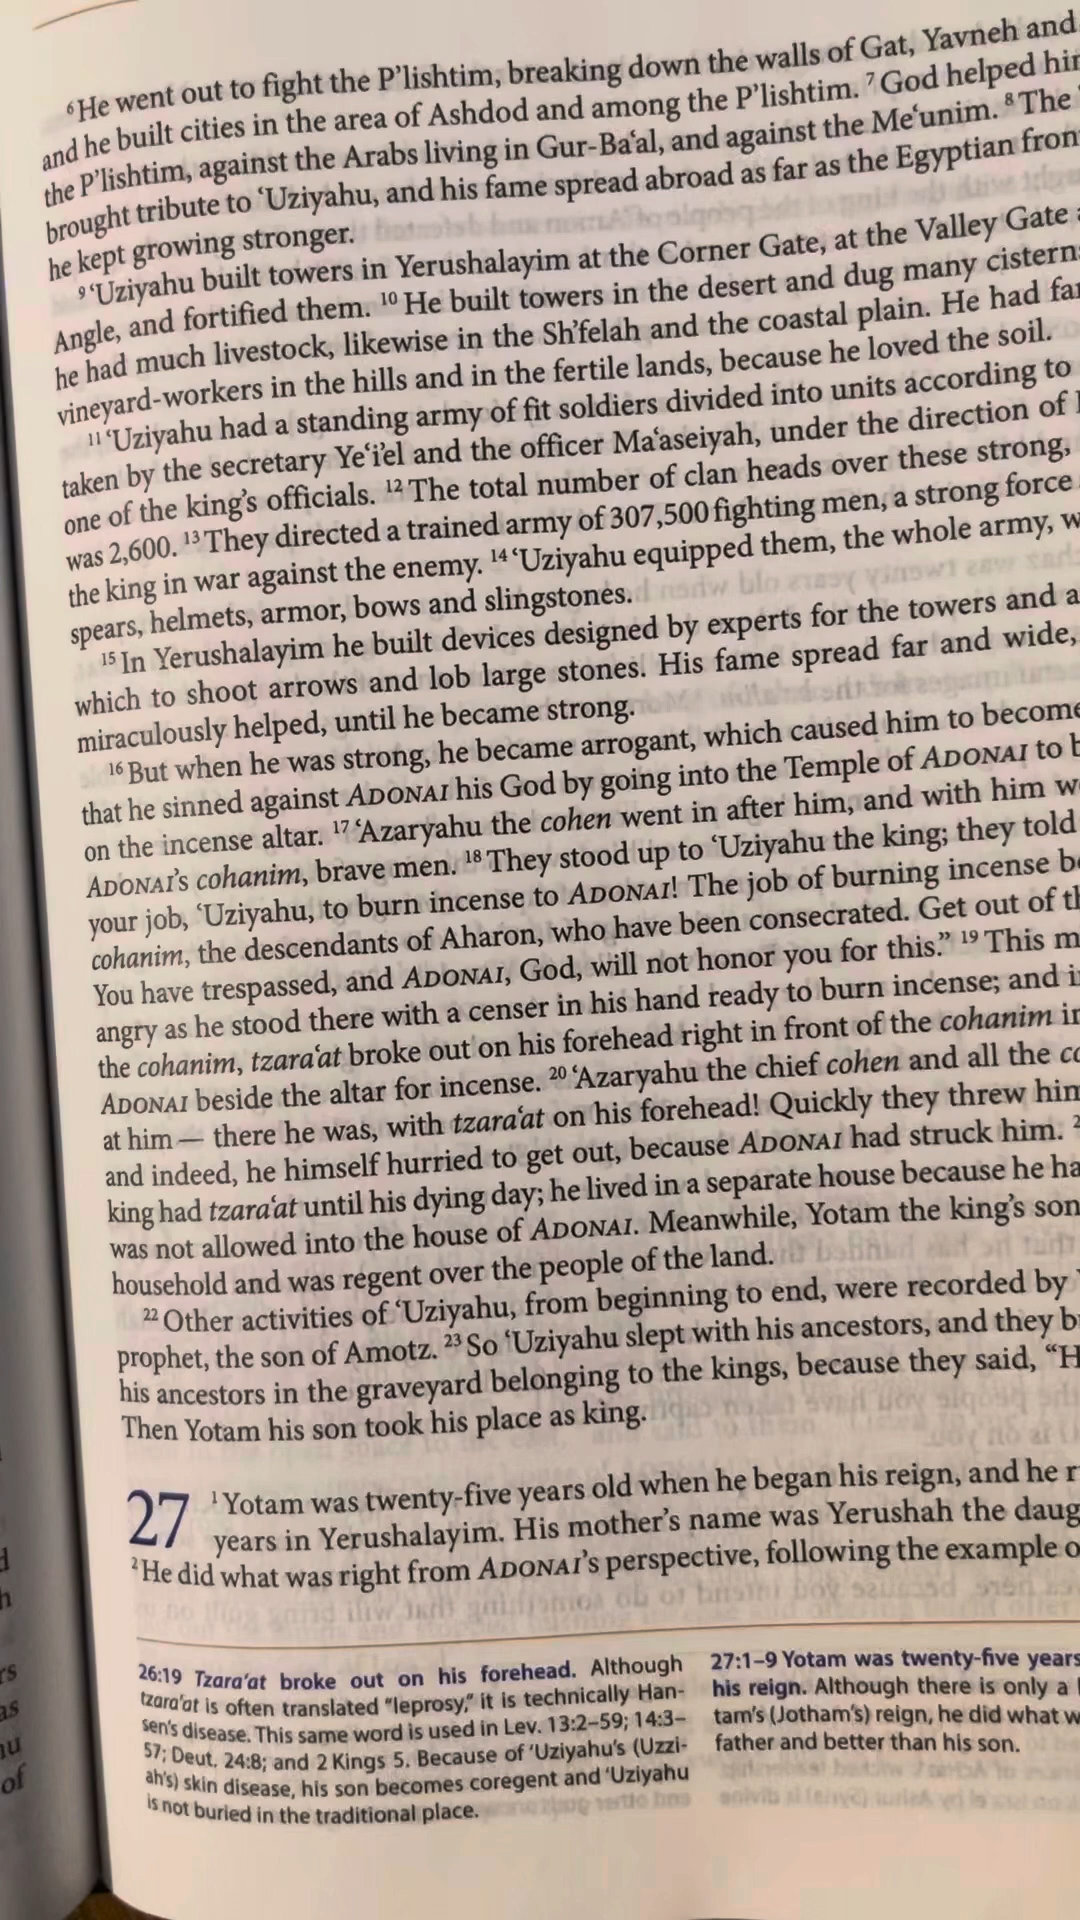 ⁶He went out to fight the P'lishtim, breaking down the walls of Gat, Yavneh and
and he built cities in the area of Ashdod and among the P'lishtim. ⁷God helped
the P'lishtim, against the Arabs living in Gur-Ba‘al, and against the Me‘unim. ⁸The
brought tribute to ‘Uziyahu, and his fame spread abroad as far as the Egyptian
he kept growing stronger.
⁹‘Uziyahu built towers in Yerushalayim at the Corner Gate, at the Valley Gate
Angle, and fortified them. ¹⁰He built towers in the desert and dug many
he had much livestock, likewise in the Sh'felah and the coastal plain. He had
vineyard-workers in the hills and in the fertile lands, because he loved the soil.
¹¹‘Uziyahu had a standing army of fit soldiers divided into units according to
taken by the secretary Ye‘i'el and the officer Ma‘aseiyah, under the direction of
one of the king's officials. ¹²The total number of clan heads over these strong,
was 2,600. ¹³They directed a trained army of 307,500 fighting men, a strong force
the king in war against the enemy. ¹⁴‘Uziyahu equipped them, the whole army,
spears, helmets, armor, bows and slingstones.
¹⁵In Yerushalayim he built devices designed by experts for the towers and
which to shoot arrows and lob large stones. His fame spread far and wide,
miraculously helped, until he became strong.
¹⁶But when he was strong, he became arrogant, which caused him to become
that he sinned against ADONAI his God by going into the Temple of ADONAI to
on the incense altar. ¹⁷‘Azaryahu the cohen went in after him, and with him
ADONAI's cohanim, brave men. ¹⁸They stood up to ‘Uziyahu the king; they told
your job, ‘Uziyahu, to burn incense to ADONAI! The job of burning incense
cohanim, the descendants of Aharon, who have been consecrated. Get out of
You have trespassed, and ADONAI, God, will not honor you for this.” ¹⁹This
angry as he stood there with a censer in his hand ready to burn incense; and
the cohanim, tzara‘at broke out on his forehead right in front of the cohanim
ADONAI beside the altar for incense. ²⁰‘Azaryahu the chief cohen and all the
at him — there he was, with tzara‘at on his forehead! Quickly they threw
and indeed, he himself hurried to get out, because ADONAI had struck him.
king had tzara‘at until his dying day; he lived in a separate house because he
was not allowed into the house of ADONAI. Meanwhile, Yotam the king's son
household and was regent over the people of the land.
²²Other activities of ‘Uziyahu, from beginning to end, were recorded by
prophet, the son of Amotz. ²³So ‘Uziyahu slept with his ancestors, and they
his ancestors in the graveyard belonging to the kings, because they said,
Then Yotam his son took his place as king.
27 ¹Yotam was twenty-five years old when he began his reign, and he
years in Yerushalayim. His mother's name was Yerushah the
²He did what was right from ADONAI's perspective, following the example
26:19 Tzara'at broke out on his forehead. Although
tzara'at is often translated “leprosy,” it is technically Han-
sen's disease. This same word is used in Lev. 13:2–59; 14:3–
57; Deut. 24:8; and 2 Kings 5. Because of ‘Uziyahu's (Uzzi-
ah's) skin disease, his son becomes coregent and ‘Uziyahu
is not buried in the traditional place.
27:1–9 Yotam was twenty-five years
his reign. Although there is only a
tam's (Jotham's) reign, he did what
father and better than his son.